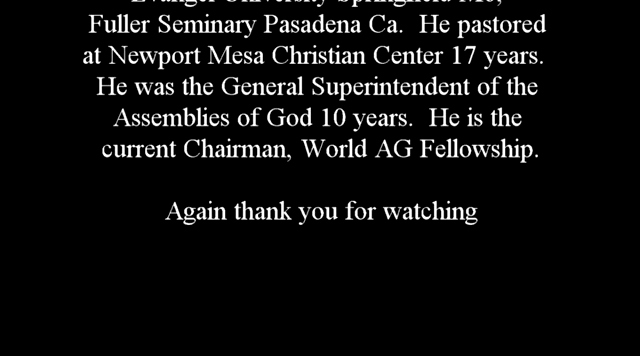 Evangel University Springfield Mo,
Fuller Seminary Pasadena Ca.  He pastored
at Newport Mesa Christian Center 17 years.
He was the General Superintendent of the
Assemblies of God 10 years.  He is the
current Chairman, World AG Fellowship.
Again thank you for watching